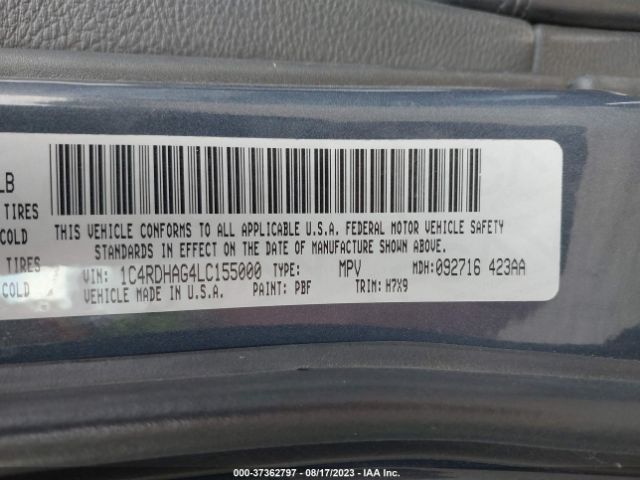 LB
TIRES
COLD
TIRES
COLD
THIS VEHICLE CONFORMS TO ALL APPLICABLE U.S.A. FEDERAL MOTOR VEHICLE SAFETY
STANDARDS IN EFFECT ON THE DATE OF MANUFACTURE SHOWN ABOVE.
VIN: 1C4RDHAG4LC155000 TYPE: MPV MDH: 092716 423AA
VEHICLE MADE IN U.S.A. PAINT: PBF TRIM: H7X9
000-37362797 - 08/17/2023 - IAA Inc.